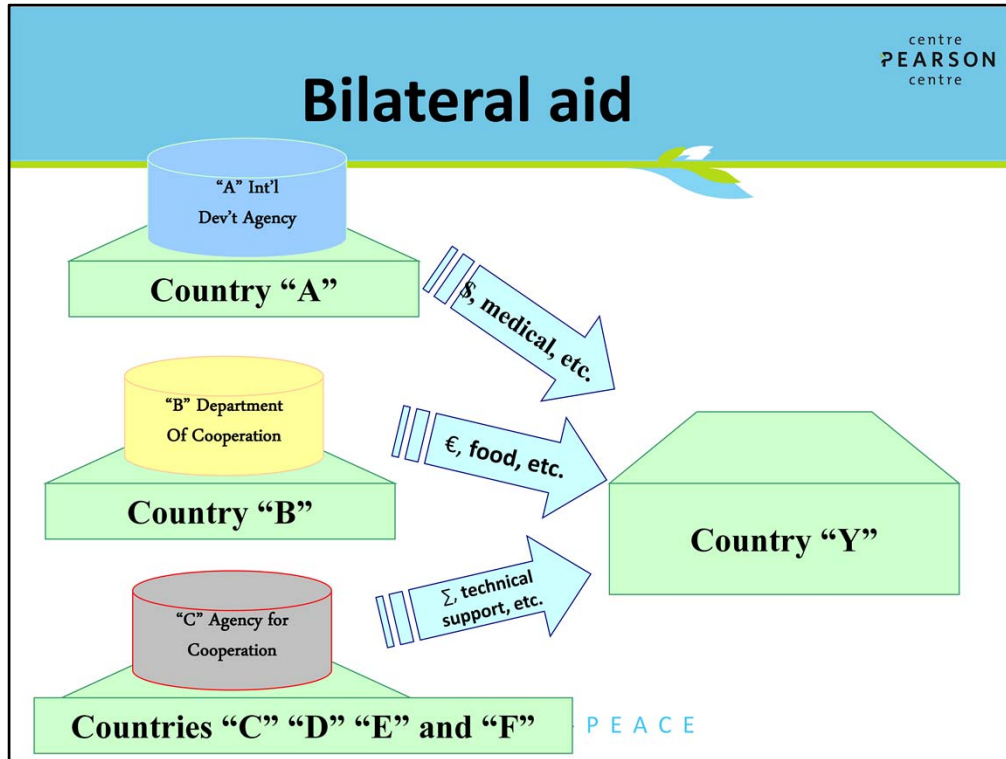 centre
PEARSON
centre
Bilateral aid
“A” Int’l
Dev’t Agency
Country “A”
$, medical, etc.
“B” Department
Of Cooperation
Country “B”
€, food, etc.
Country “Y”
“C” Agency for
Cooperation
Countries “C” “D” “E” and “F”
∑, technical
support, etc.
PEACE